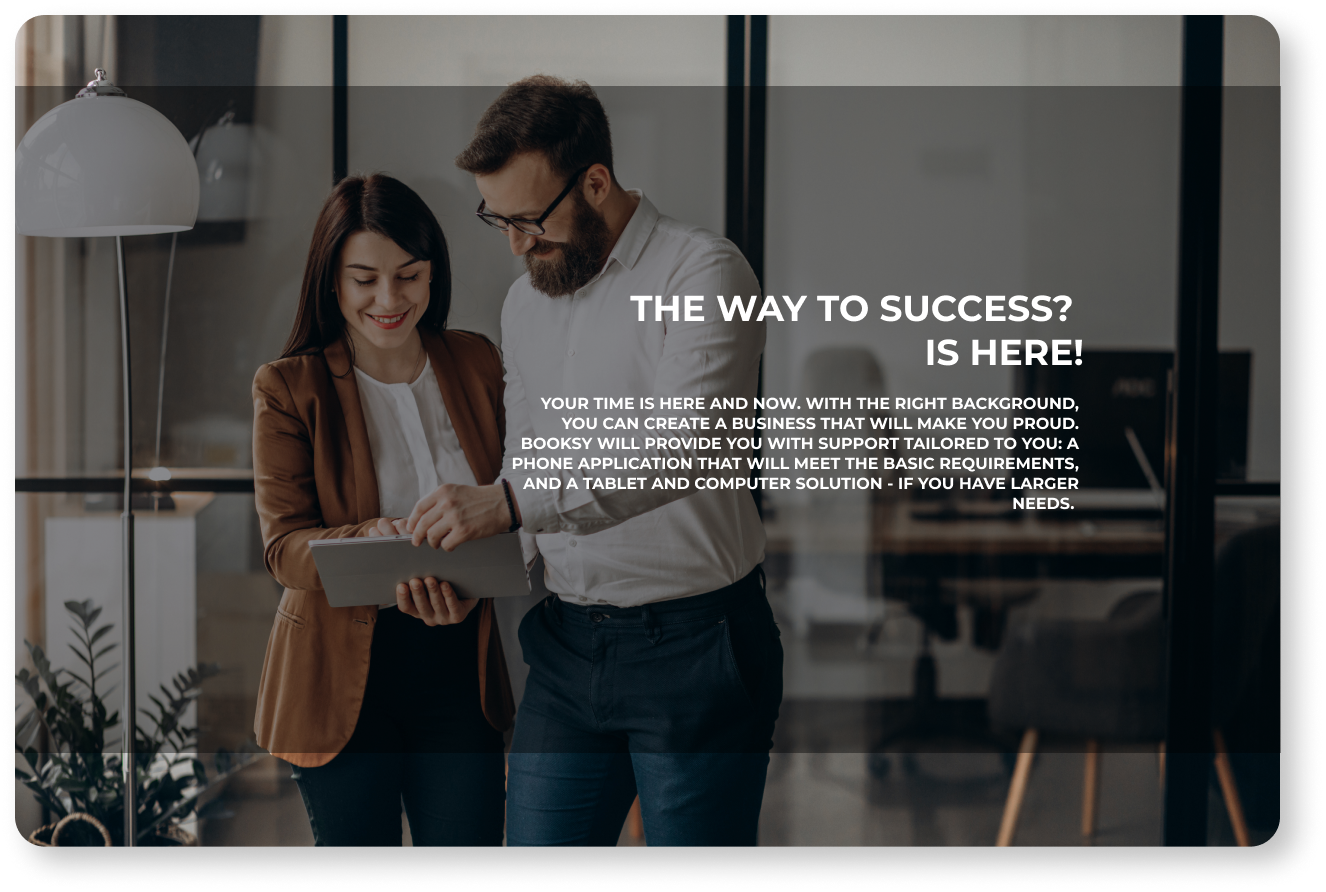 THE WAY TO SUCCESS?
IS HERE!
YOUR TIME IS HERE AND NOW. WITH THE RIGHT BACKGROUND,
YOU CAN CREATE A BUSINESS THAT WILL MAKE YOU PROUD.
BOOKSY WILL PROVIDE YOU WITH SUPPORT TAILORED TO YOU: A
PHONE APPLICATION THAT WILL MEET THE BASIC REQUIREMENTS,
AND A TABLET AND COMPUTER SOLUTION - IF YOU HAVE LARGER
NEEDS.